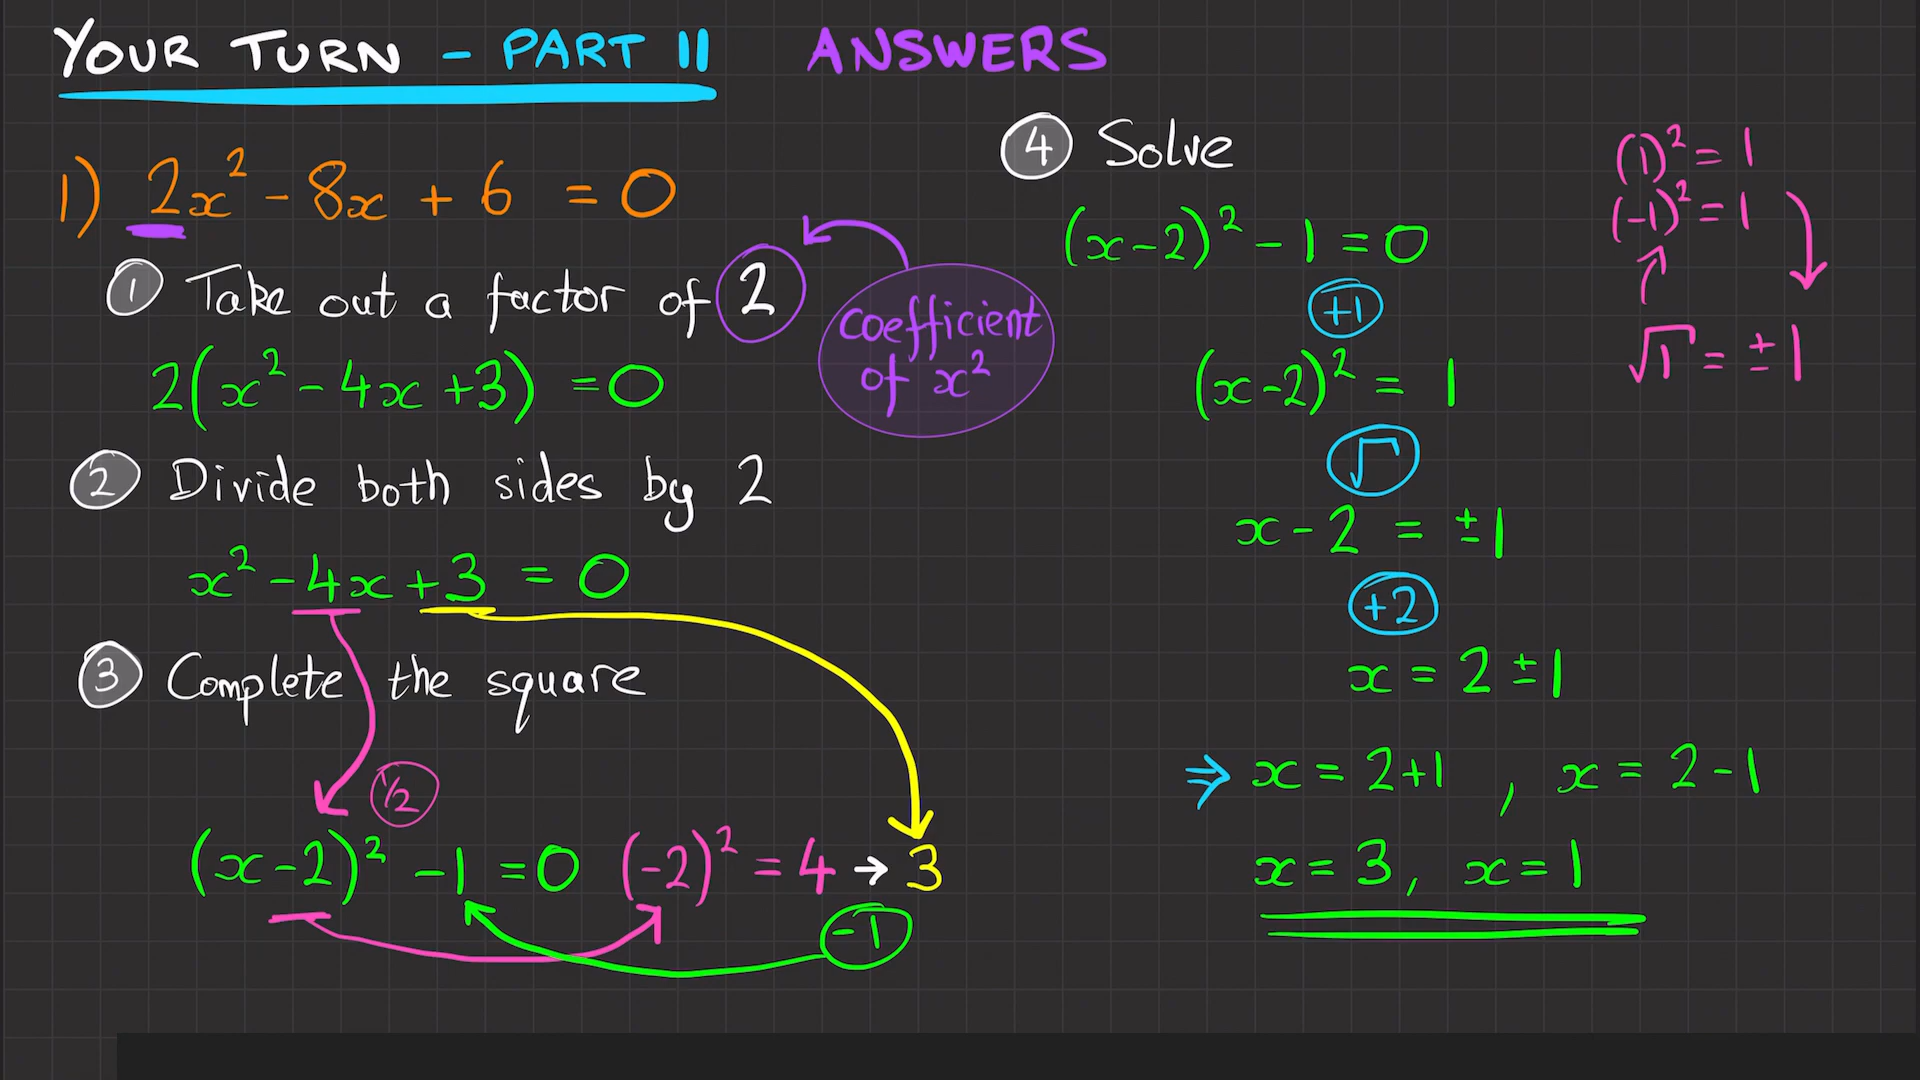 YOUR TURN - PART II ANSWERS
1) 2x² - 8x + 6 = 0
① Take out a factor of 2
coefficient of x²
2(x² - 4x + 3) = 0
② Divide both sides by 2
x² - 4x + 3 = 0
③ Complete the square
1/2
(x - 2)² - 1 = 0 (-2)² = 4 → 3
-1
④ Solve
(x - 2)² - 1 = 0
+1
(x - 2)² = 1
√
x - 2 = ±1
+2
x = 2 ± 1
⇒ x = 2 + 1 , x = 2 - 1
x = 3 , x = 1
(1)² = 1
(-1)² = 1
√1 = ±1